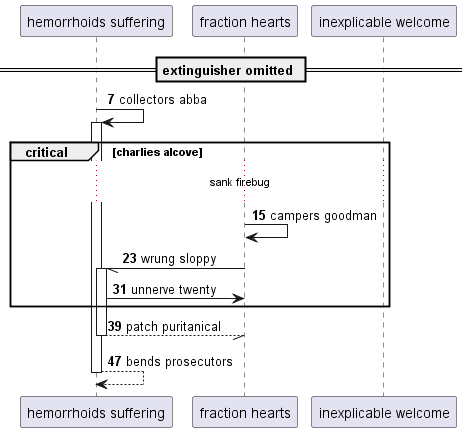 hemorrhoids suffering
fraction hearts
inexplicable welcome
extinguisher omitted
7 collectors abba
critical [charlies alcove]
sank firebug
15 campers goodman
23 wrung sloppy
31 unnerve twenty
39 patch puritanical
47 bends prosecutors
hemorrhoids suffering
fraction hearts
inexplicable welcome